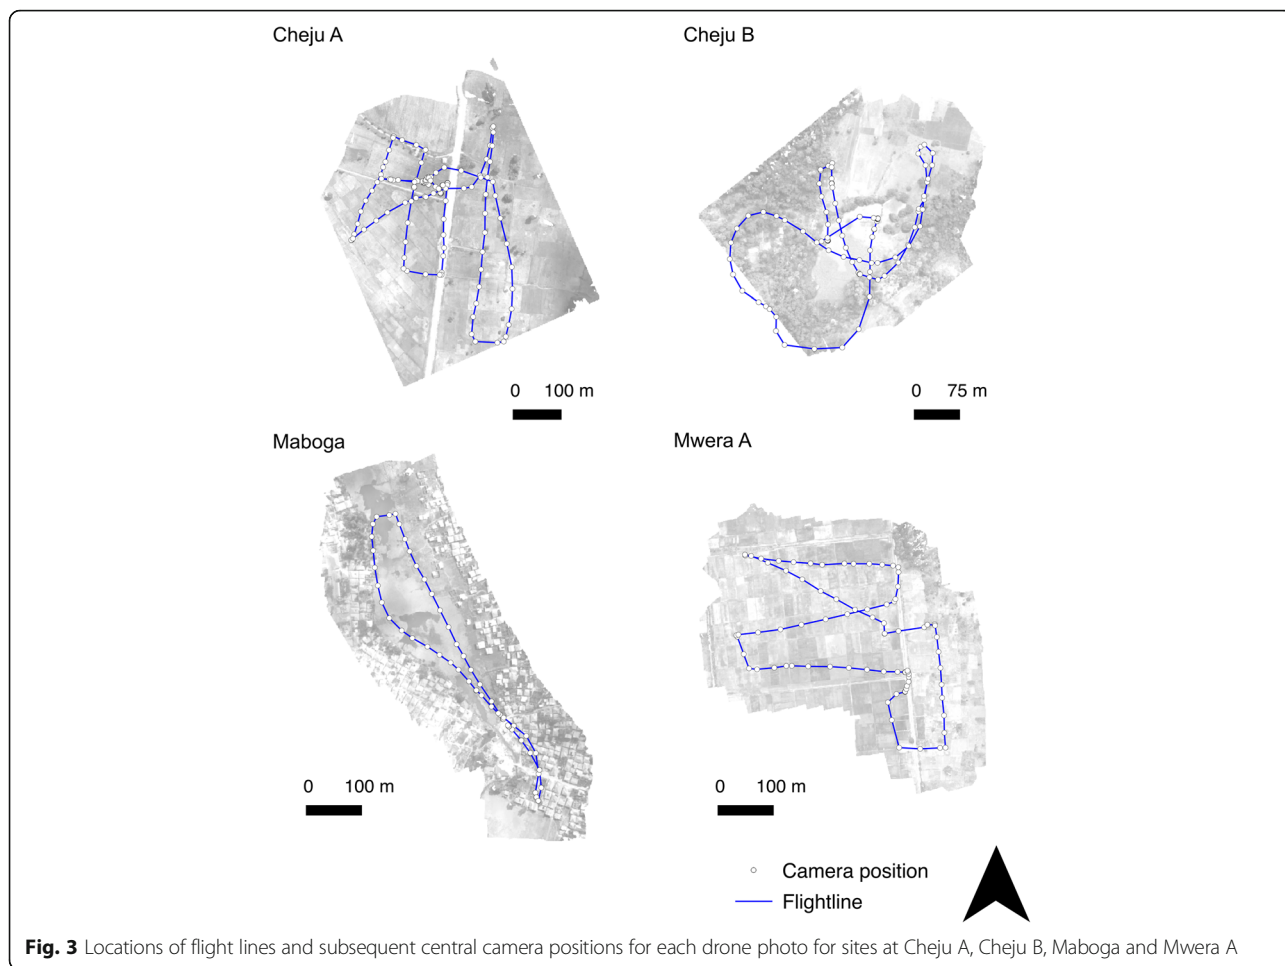 Cheju A
Cheju B
0 100 m
0 75 m
Maboga
Mwera A
0 100 m
0 100 m
Camera position
Flightline
Fig. 3 Locations of flight lines and subsequent central camera positions for each drone photo for sites at Cheju A, Cheju B, Maboga and Mwera A